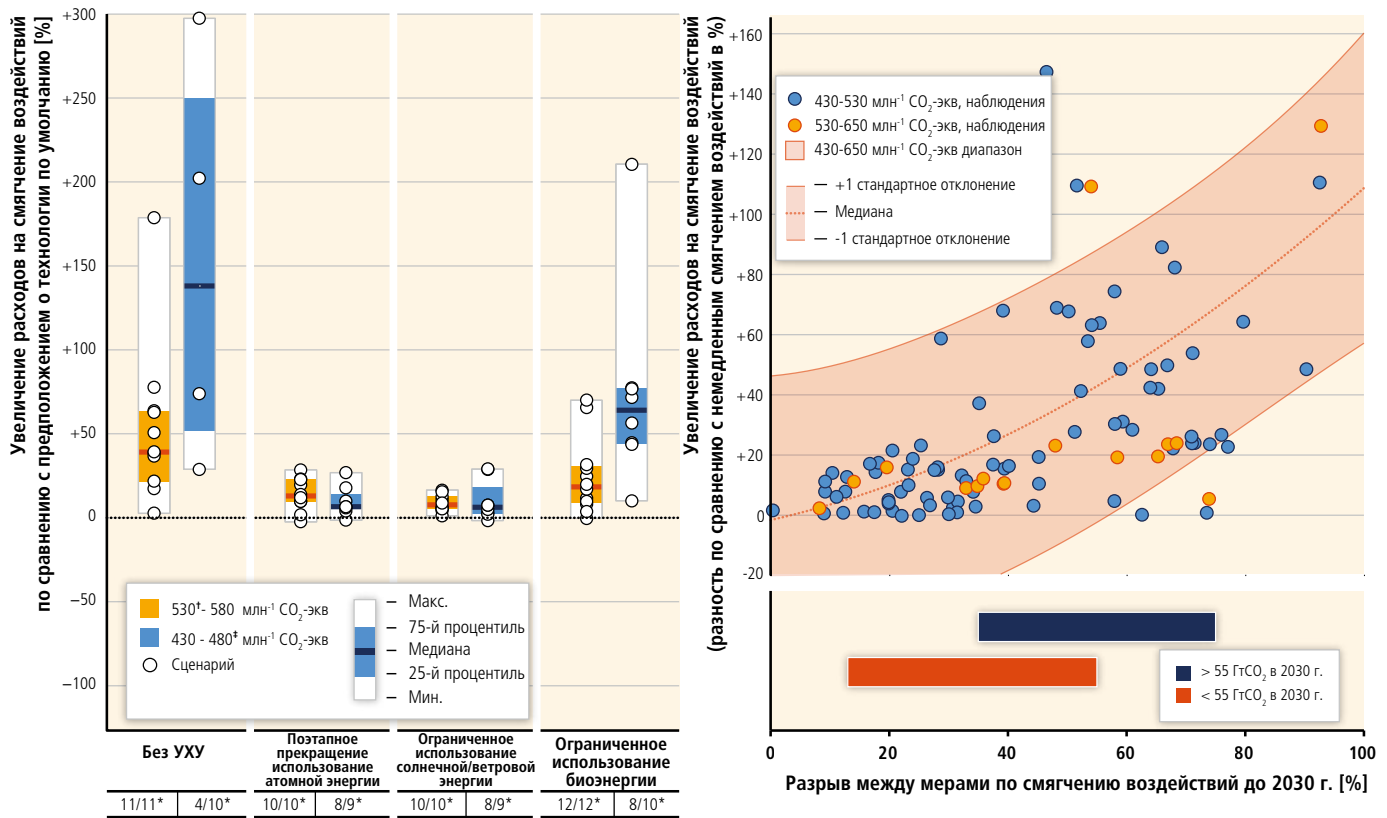 Увеличение расходов на смягчение воздействий
по сравнению с предположением о технологии по умолчанию [%]
+300
+250
+200
+150
+100
+50
0
−50
−100
530†- 580 млн⁻¹ CO₂-экв
430 - 480‡ млн⁻¹ CO₂-экв
Сценарий
Макс.
75-й процентиль
Медиана
25-й процентиль
Мин.
Без УХУ
Поэтапное
прекращение
использование
атомной энергии
Ограниченное
использование
солнечной/ветровой
энергии
Ограниченное
использование
биоэнергии
11/11* 4/10* 10/10* 8/9* 10/10* 8/9* 12/12* 8/10*
Увеличение расходов на смягчение воздействий
(разность по сравнению с немедленным смягчением воздействий в %)
+160
+140
+120
+100
+80
+60
+40
+20
0
-20
430-530 млн⁻¹ CO₂-экв, наблюдения
530-650 млн⁻¹ CO₂-экв, наблюдения
430-650 млн⁻¹ CO₂-экв диапазон
— +1 стандартное отклонение
— Медиана
— -1 стандартное отклонение
> 55 ГтCO₂ в 2030 г.
< 55 ГтCO₂ в 2030 г.
0 20 40 60 80 100
Разрыв между мерами по смягчению воздействий до 2030 г. [%]